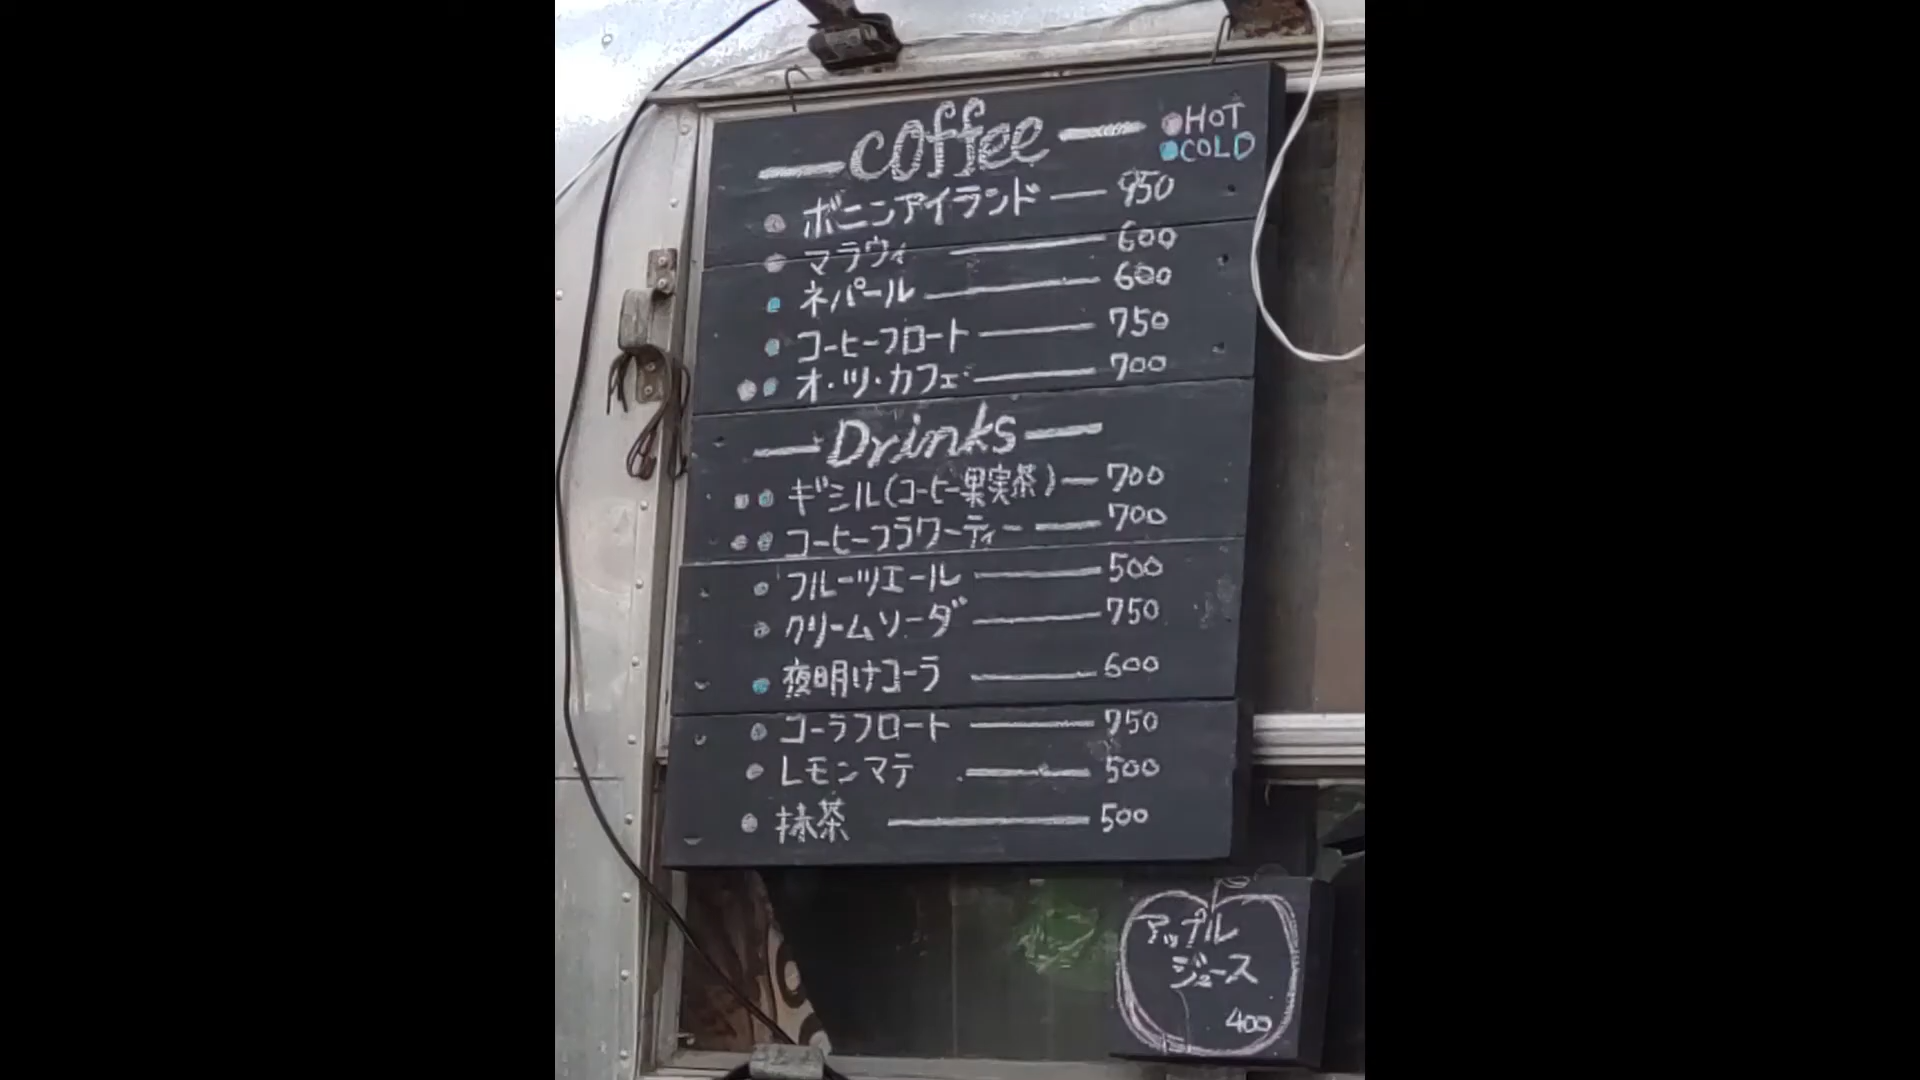 coffee
HOT
COLD
ボニンアイランド 950
マラウィ 600
ネパール 600
コーヒーフロート 750
オ・ツ・カフェ 700
Drinks
ギシル(コーヒー果実茶) 700
コーヒーフラワーティー 700
フルーツエール 500
クリームソーダ 750
夜明けコーラ 600
コーラフロート 750
レモンマテ 500
抹茶 500
アップル
ジュース
400